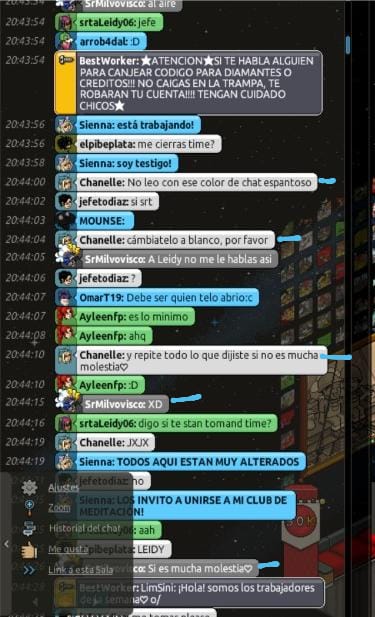 SrMilvovisco: al aire
20:43:54 srtaLeidy06: jefe
20:43:54 arrob4dal: :D
20:43:54 BestWorker: ★ATENCION★SI TE HABLA ALGUIEN
PARA CANJEAR CODIGO PARA DIAMANTES O
CREDITOS!!! NO CAIGAS EN LA TRAMPA, TE
ROBARAN TU CUENTA!!!! TENGAN CUIDADO
CHICOS★
20:43:56 Sienna: está trabajando!
20:43:56 elpibeplata: me cierras time?
20:43:58 Sienna: soy testigo!
20:44:00 Chanelle: No leo con ese color de chat espantoso
20:44:02 jefetodiaz: si srt
20:44:03 MOUNSE:
20:44:04 Chanelle: cámbiatelo a blanco, por favor
20:44:05 SrMilvovisco: A Leidy no me le hablas asi
20:44:06 jefetodiaz: ?
20:44:07 OmarT19: Debe ser quien telo abrio:c
20:44:07 Ayleenfp: es lo minimo
20:44:08 Ayleenfp: ahq
20:44:10 Chanelle: y repite todo lo que dijiste si no es mucha
molestia♡
20:44:10 Ayleenfp: :D
20:44:15 SrMilvovisco: XD
20:44:16 srtaLeidy06: digo si te stan tomand time?
20:44:19 Chanelle: JXJX
20:44:19 Sienna: TODOS AQUI ESTAN MUY ALTERADOS
jefetodiaz: no
Ajustes
Sienna: LOS INVITO A UNIRSE A MI CLUB DE
MEDITACIÓN!
Zoom
Historial del chat
aah
Me gusta
elpibeplata: LEIDY
Link a esta Sala
co: Si es mucha molestia♡
20:44:28 BestWorker: LimSini: ¡Hola! somos los trabajadores
de la semana♡ o/
me tomas please
50K